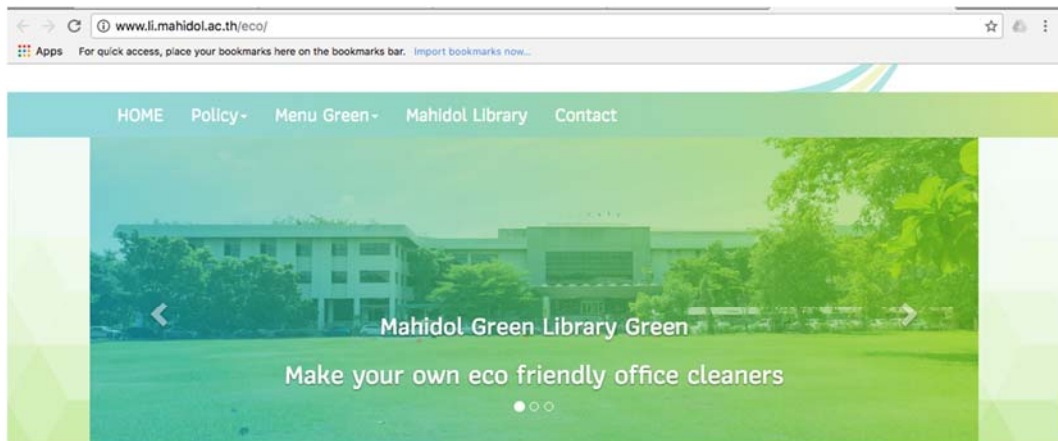 www.li.mahidol.ac.th/eco/
Apps For quick access, place your bookmarks here on the bookmarks bar. Import bookmarks now...
HOME Policy Menu Green Mahidol Library Contact
Mahidol Green Library Green
Make your own eco friendly office cleaners